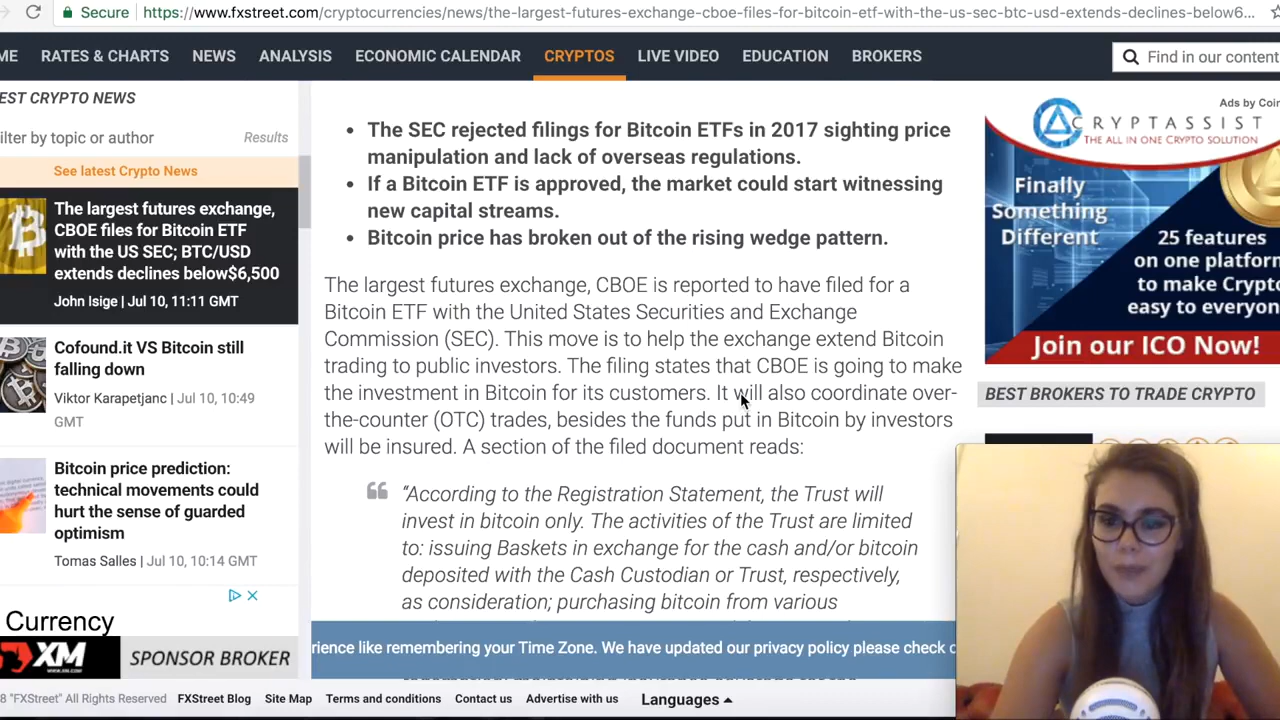 Secure
https://www.fxstreet.com/cryptocurrencies/news/the-largest-futures-exchange-cboe-files-for-bitcoin-etf-with-the-us-sec-btc-usd-extends-declines-below6...
ME RATES & CHARTS NEWS ANALYSIS ECONOMIC CALENDAR CRYPTOS LIVE VIDEO EDUCATION BROKERS
Find in our content
EST CRYPTO NEWS
ilter by topic or author Results
See latest Crypto News
The largest futures exchange,
CBOE files for Bitcoin ETF
with the US SEC; BTC/USD
extends declines below$6,500
John Isige | Jul 10, 11:11 GMT
Cofound.it VS Bitcoin still
falling down
Viktor Karapetjanc | Jul 10, 10:49
GMT
Bitcoin price prediction:
technical movements could
hurt the sense of guarded
optimism
Tomas Salles | Jul 10, 10:14 GMT
Currency
XM
www.xm.com
SPONSOR BROKER
• The SEC rejected filings for Bitcoin ETFs in 2017 sighting price
manipulation and lack of overseas regulations.
• If a Bitcoin ETF is approved, the market could start witnessing
new capital streams.
• Bitcoin price has broken out of the rising wedge pattern.
The largest futures exchange, CBOE is reported to have filed for a
Bitcoin ETF with the United States Securities and Exchange
Commission (SEC). This move is to help the exchange extend Bitcoin
trading to public investors. The filing states that CBOE is going to make
the investment in Bitcoin for its customers. It will also coordinate over-
the-counter (OTC) trades, besides the funds put in Bitcoin by investors
will be insured. A section of the filed document reads:
“According to the Registration Statement, the Trust will
invest in bitcoin only. The activities of the Trust are limited
to: issuing Baskets in exchange for the cash and/or bitcoin
deposited with the Cash Custodian or Trust, respectively,
as consideration; purchasing bitcoin from various
rience like remembering your Time Zone. We have updated our privacy policy please check o
Ads by Coin
CRYPTASSIST
THE ALL IN ONE CRYPTO SOLUTION
Finally
Something
Different
25 features
on one platform
to make Crypto
easy to everyon
Join our ICO Now!
BEST BROKERS TO TRADE CRYPTO
8 "FXStreet" All Rights Reserved FXStreet Blog Site Map Terms and conditions Contact us Advertise with us Languages